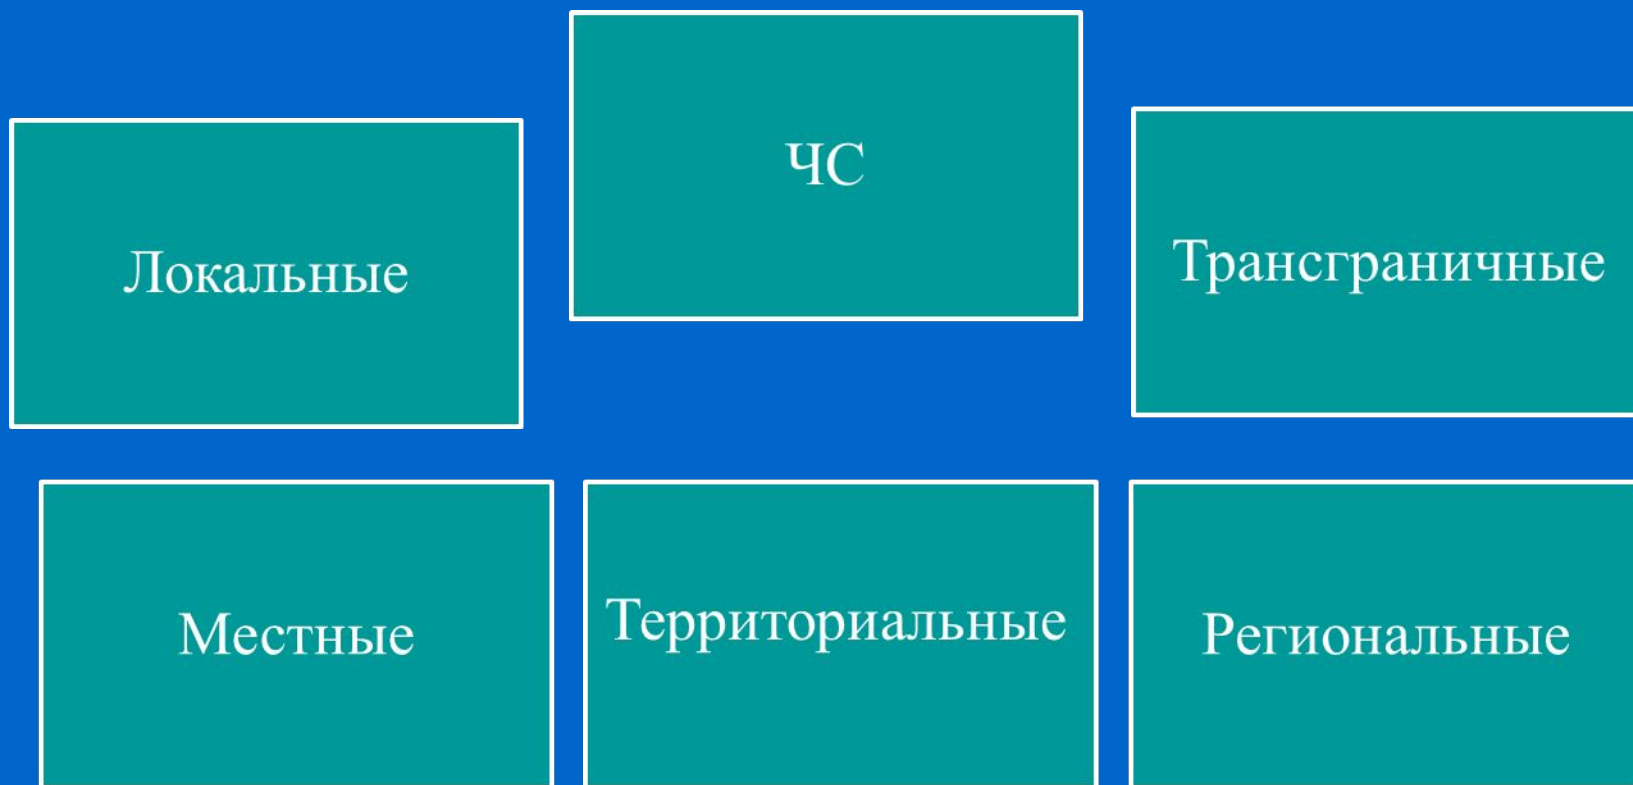 ЧС
Локальные
Трансграничные
Местные
Территориальные
Региональные